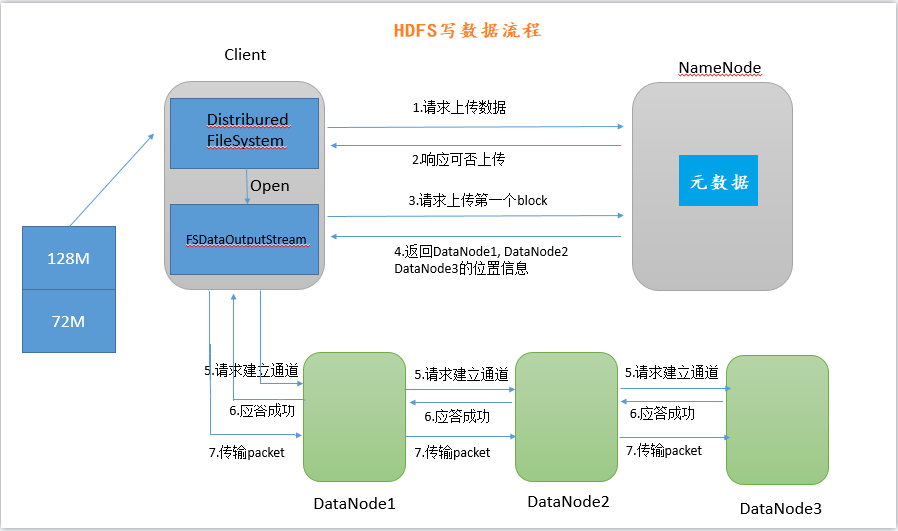 HDFS写数据流程
Client
NameNode
Distribured
FileSystem
1.请求上传数据
2.响应可否上传
元数据
Open
3.请求上传第一个block
FSDataOutputStream
4.返回DataNode1, DataNode2
DataNode3的位置信息
128M
72M
5.请求建立通道
5.请求建立通道
5.请求建立通道
6.应答成功
6.应答成功
6.应答成功
7.传输packet
7.传输packet
7.传输packet
DataNode1
DataNode2
DataNode3